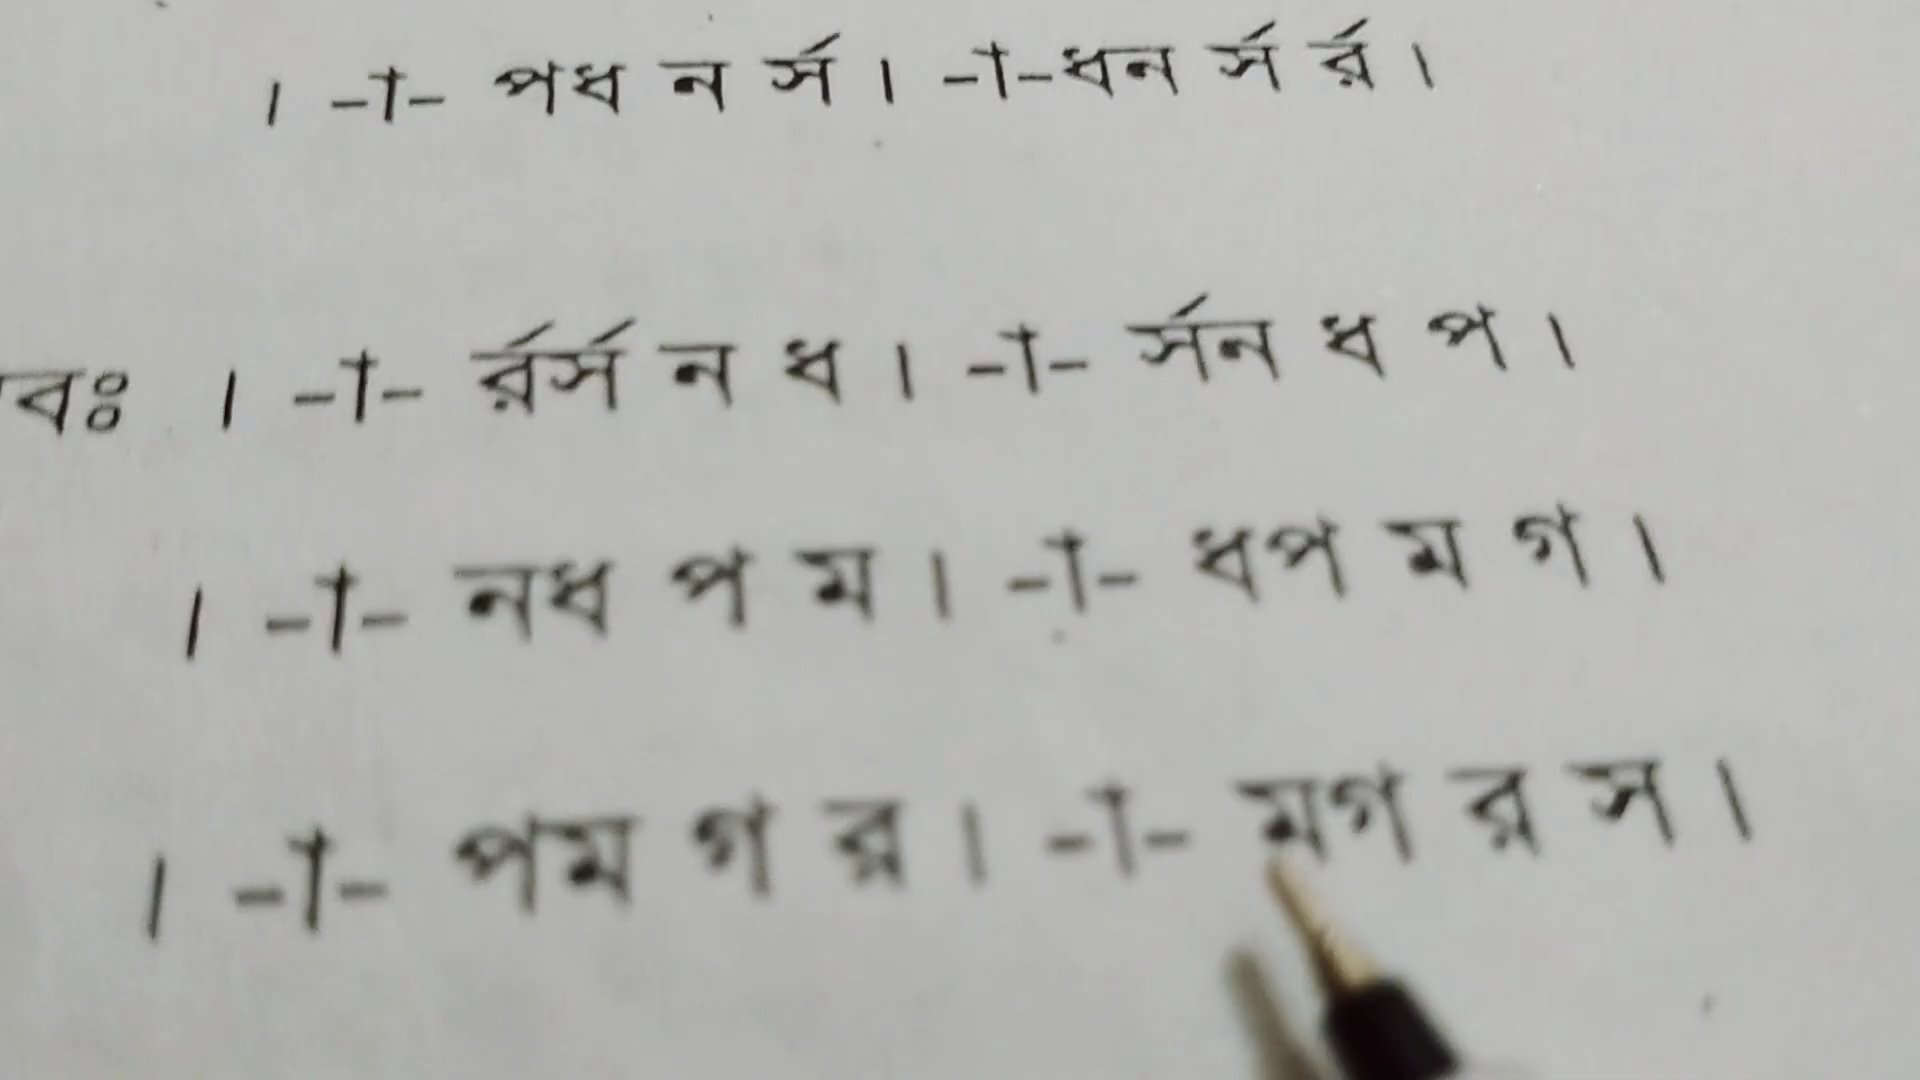 । -া- পধ ন র্স । -া-ধন র্স র্র ।
বঃ । -া- র্রর্স ন ধ । -া- র্সন ধ প ।
। -া- নধ প ম । -া- ধপ ম গ ।
। -া- পম গ র । -া- মগ র স ।